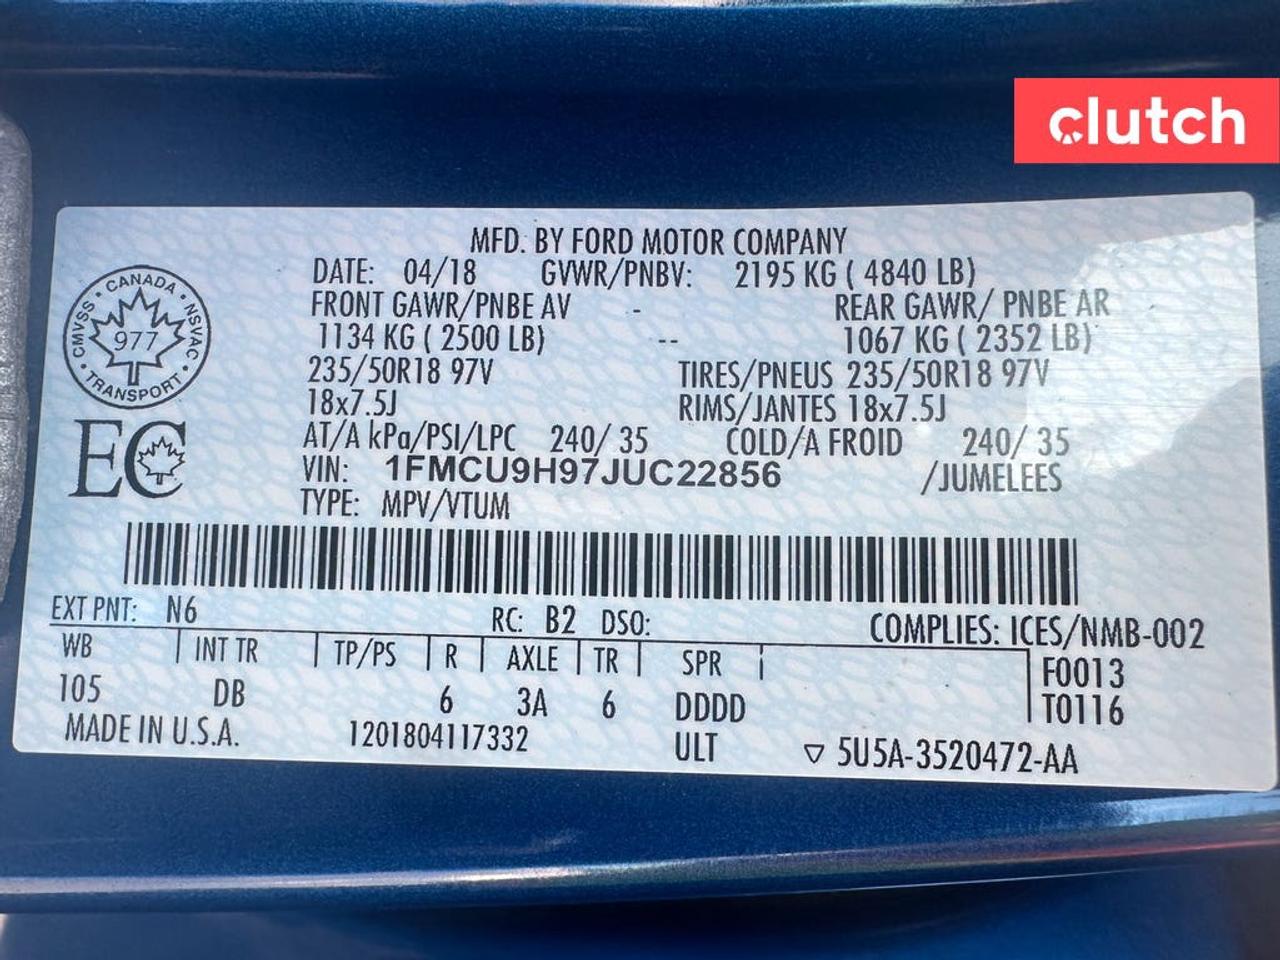 clutch
MFD. BY FORD MOTOR COMPANY
DATE: 04/18 GVWR/PNBV: 2195 KG ( 4840 LB)
FRONT GAWR/PNBE AV - REAR GAWR/ PNBE AR
1134 KG ( 2500 LB) -- 1067 KG ( 2352 LB)
235/50R18 97V TIRES/PNEUS 235/50R18 97V
18x7.5J RIMS/JANTES 18x7.5J
AT/A kPa/PSI/LPC 240/ 35 COLD/A FROID 240/ 35
VIN: 1FMCU9H97JUC22856 /JUMELEES
TYPE: MPV/VTUM
CANADA • NSVAC • TRANSPORT • CMVSS •
977
EC
EXT PNT: N6 RC: B2 DSO: COMPLIES: ICES/NMB-002
WB | INT TR | TP/PS | R | AXLE | TR | SPR | F0013
105 DB 6 3A 6 DDDD T0116
MADE IN U.S.A. 1201804117332 ULT ▽ 5U5A-3520472-AA